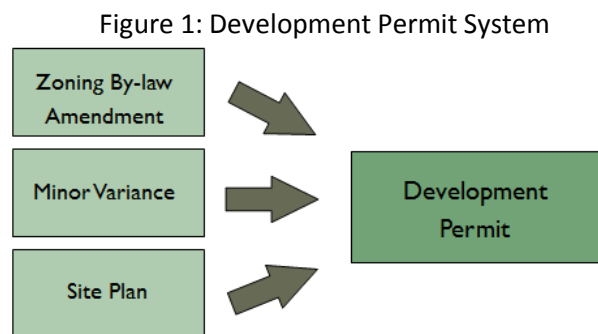 Figure 1: Development Permit System
Zoning By-law
Amendment
Minor Variance
Site Plan
Development
Permit